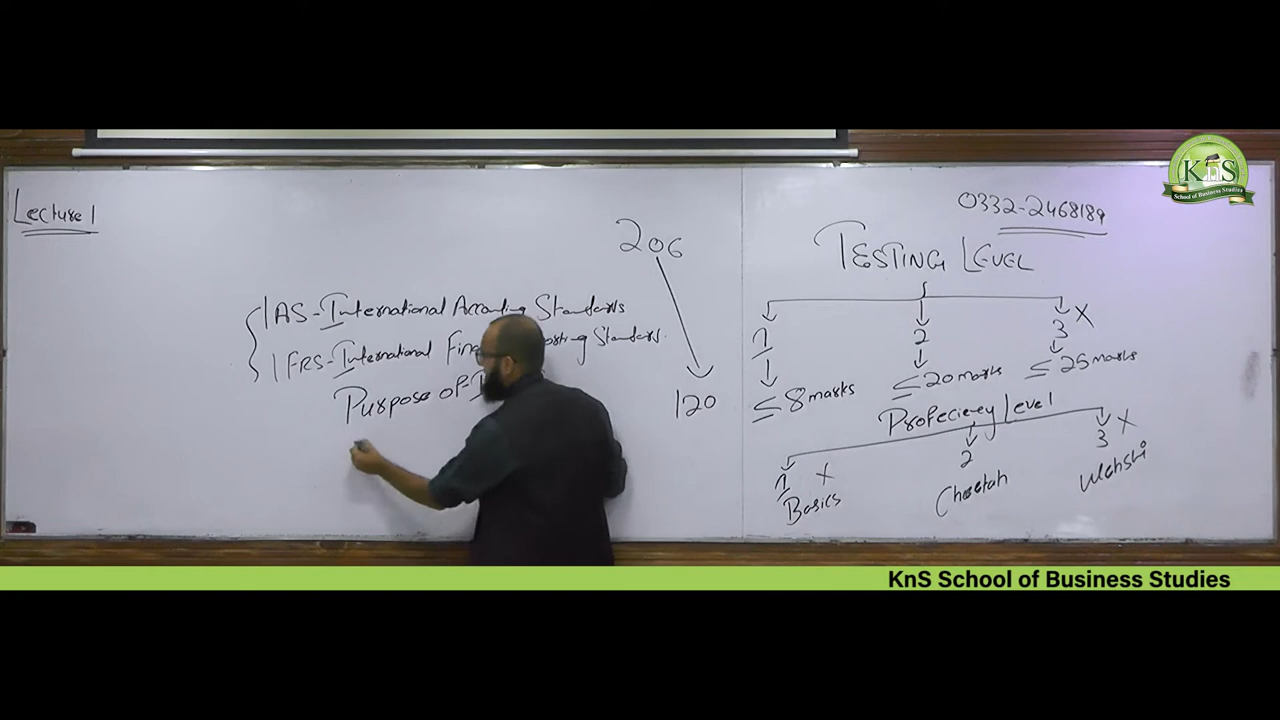 Lecture 1
206
IAS-International Accounting Standards
IFRS-International Standards.
Purpose of
120
0332-2468189
TESTING LEVEL
1 2 3 X
≤ 8 marks ≤ 20 marks ≤ 25 marks
Profeciency Level
1 X 2 3 X
Basics Cheetah Wahshi
KnS
School of Business Studies
KnS School of Business Studies